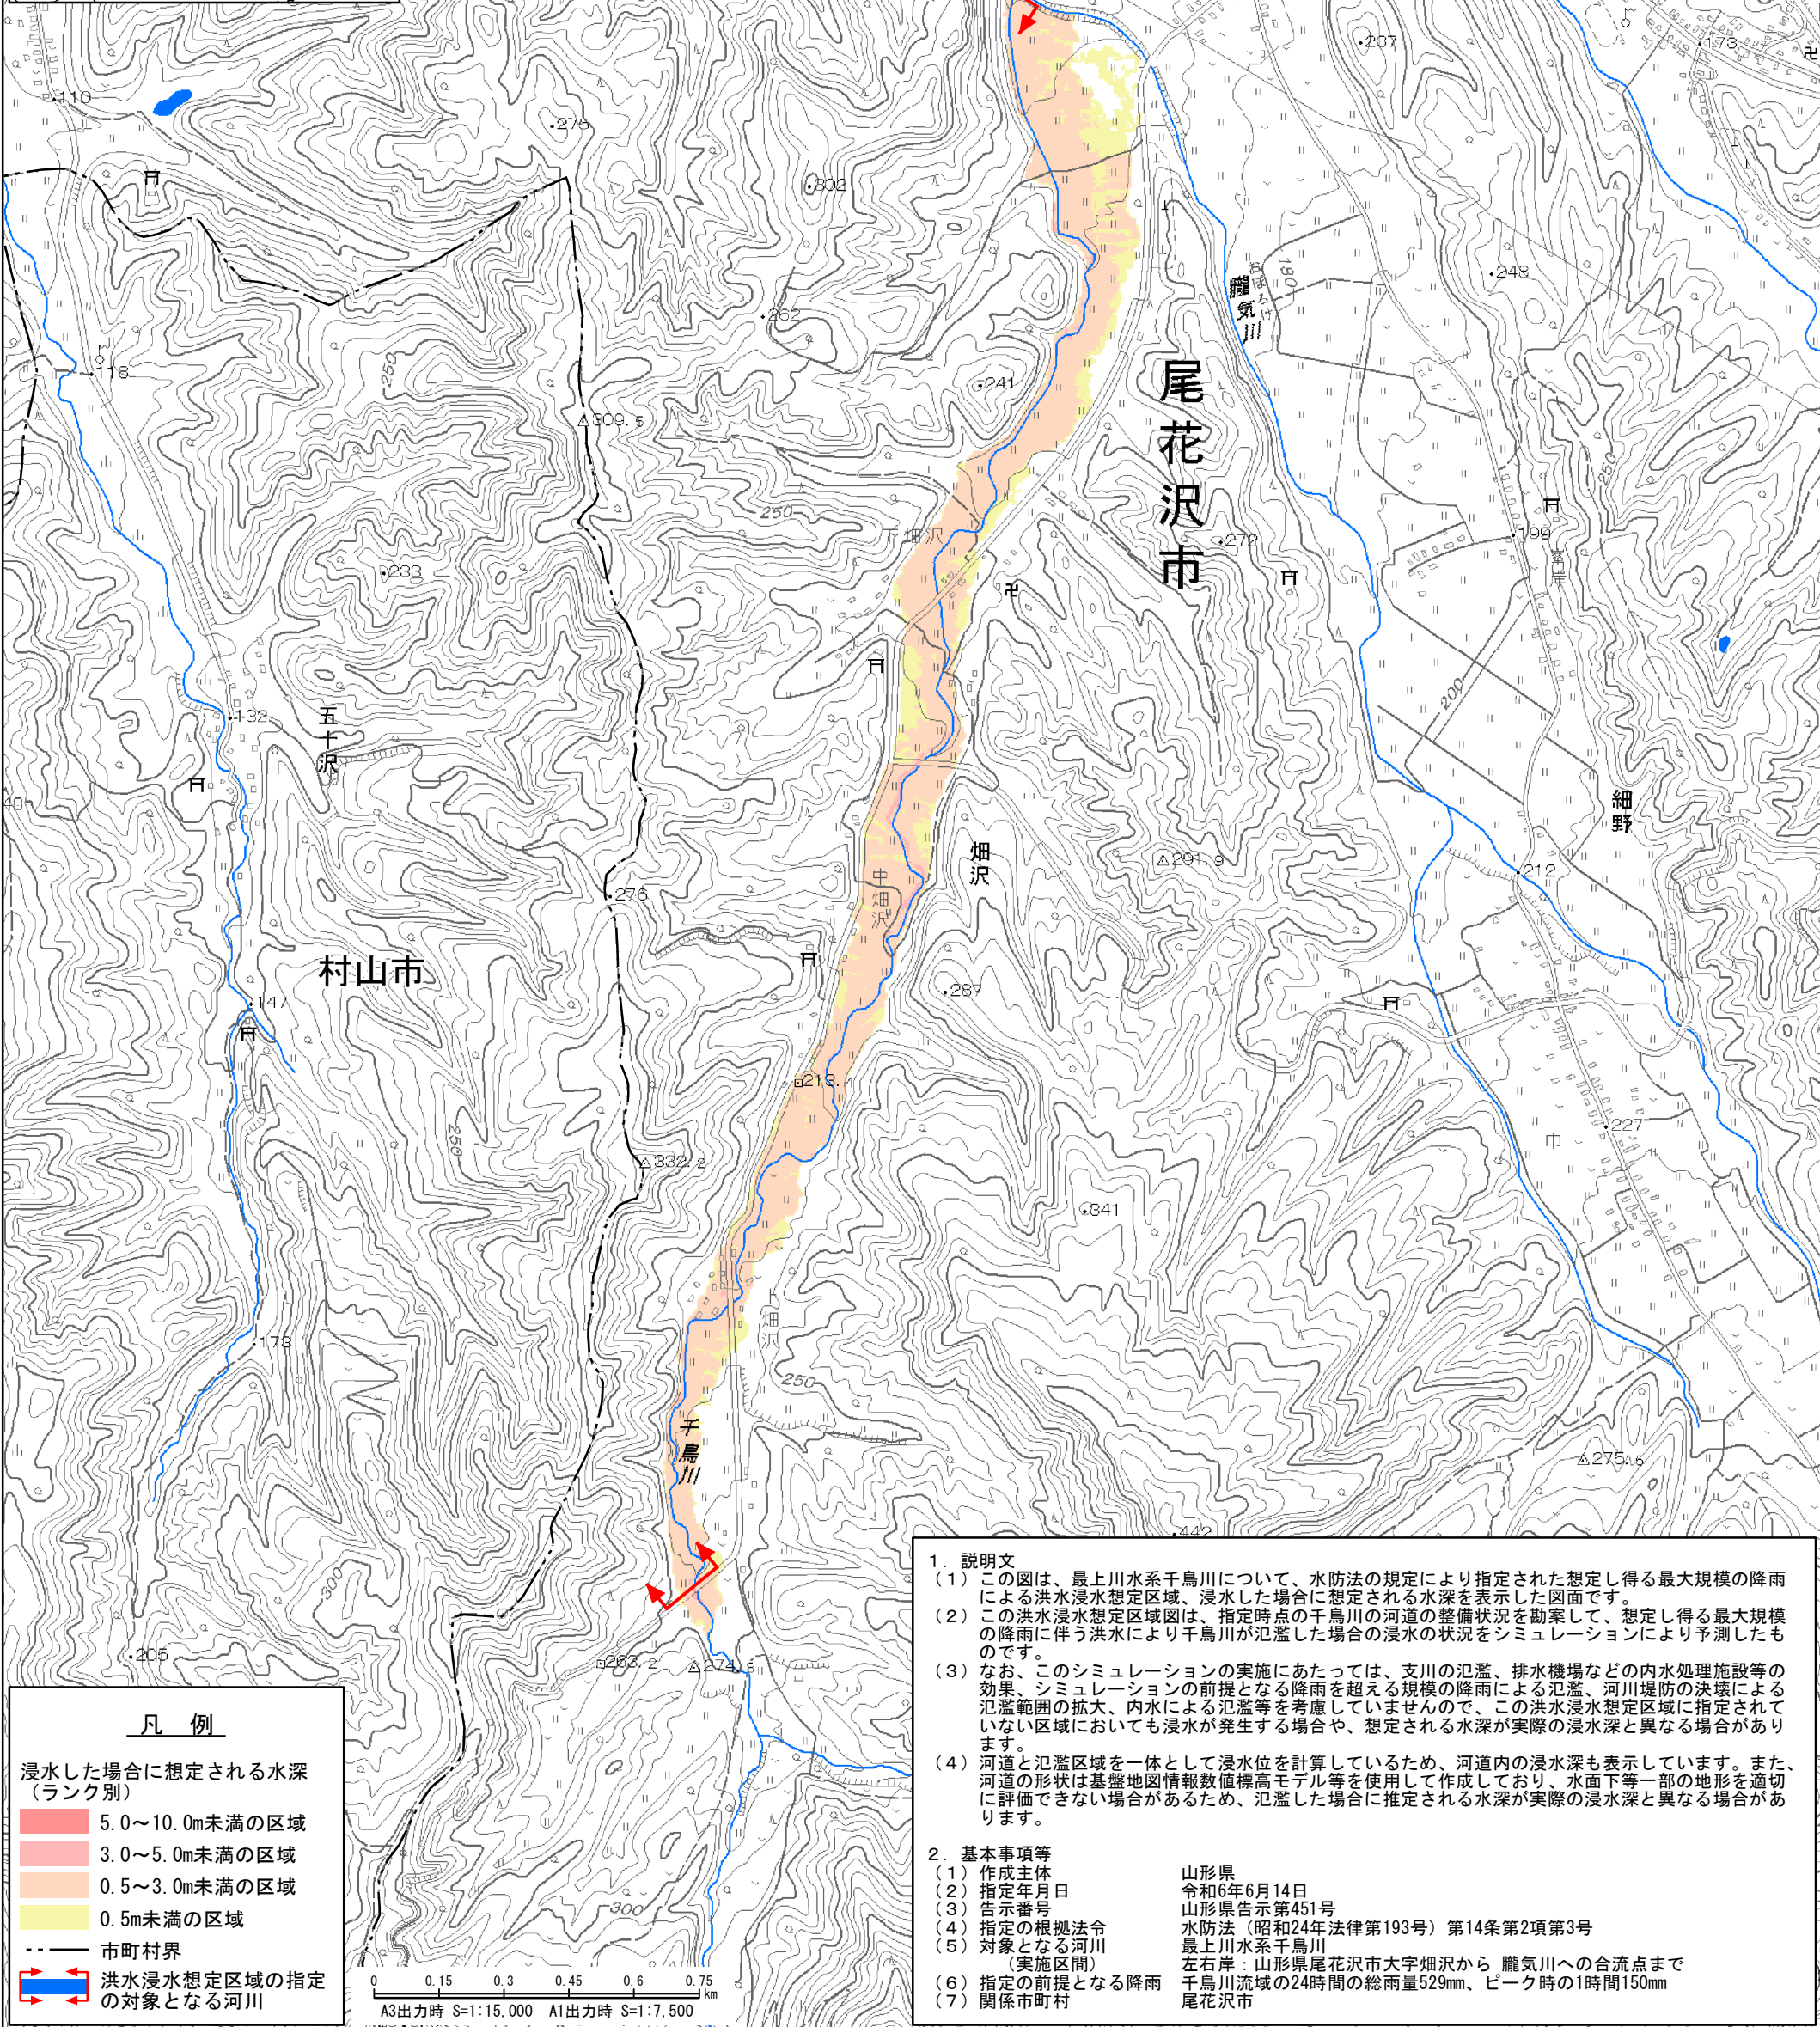 110
275
302
237
173
262
241
248
180
118
250
309.5
250
尾花沢市
朧気川
おぼろけ
下畑沢
272
199
250
233
200
132
五十沢
細野
畑沢
中畑沢
291.9
212
276
村山市
147
287
227
332.2
341
250
上畑沢
173
250
千鳥川
275.5
442
300
205
263.2
300
凡 例
浸水した場合に想定される水深
(ランク別)
5.0～10.0m未満の区域
3.0～5.0m未満の区域
0.5～3.0m未満の区域
0.5m未満の区域
市町村界
洪水浸水想定区域の指定
の対象となる河川
0 0.15 0.3 0.45 0.6 0.75
km
A3出力時 S=1:15,000 A1出力時 S=1:7,500
1. 説明文
(1) この図は、最上川水系千鳥川について、水防法の規定により指定された想定し得る最大規模の降雨
による洪水浸水想定区域、浸水した場合に想定される水深を表示した図面です。
(2) この洪水浸水想定区域図は、指定時点の千鳥川の河道の整備状況を勘案して、想定し得る最大規模
の降雨に伴う洪水により千鳥川が氾濫した場合の浸水の状況をシミュレーションにより予測したも
のです。
(3) なお、このシミュレーションの実施にあたっては、支川の氾濫、排水機場などの内水処理施設等の
効果、シミュレーションの前提となる降雨を超える規模の降雨による氾濫、河川堤防の決壊による
氾濫範囲の拡大、内水による氾濫等を考慮していませんので、この洪水浸水想定区域に指定されて
いない区域においても浸水が発生する場合や、想定される水深が実際の浸水深と異なる場合があり
ます。
(4) 河道と氾濫区域を一体として浸水位を計算しているため、河道内の浸水深も表示しています。また、
河道の形状は基盤地図情報数値標高モデル等を使用して作成しており、水面下等一部の地形を適切
に評価できない場合があるため、氾濫した場合に推定される水深が実際の浸水深と異なる場合があ
ります。
2. 基本事項等
(1) 作成主体 山形県
(2) 指定年月日 令和6年6月14日
(3) 告示番号 山形県告示第451号
(4) 指定の根拠法令 水防法（昭和24年法律第193号）第14条第2項第3号
(5) 対象となる河川 最上川水系千鳥川
(実施区間) 左右岸：山形県尾花沢市大字畑沢から 朧気川への合流点まで
(6) 指定の前提となる降雨 千鳥川流域の24時間の総雨量529mm、ピーク時の1時間150mm
(7) 関係市町村 尾花沢市